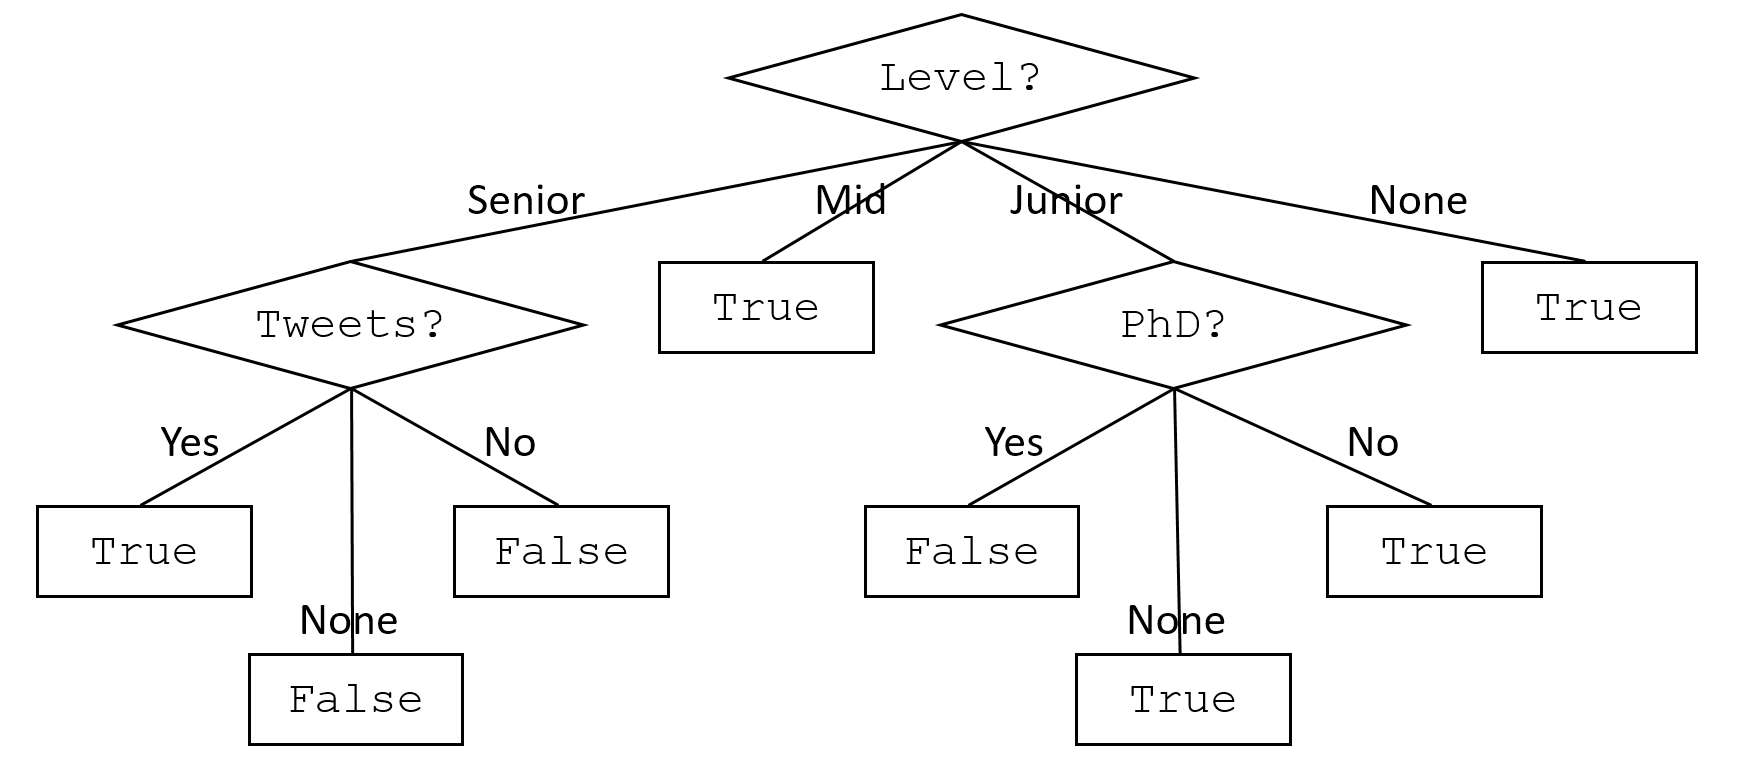 Level?
Senior
Mid
Junior
None
Tweets?
True
PhD?
True
Yes
No
Yes
No
True
False
False
True
None
None
False
True